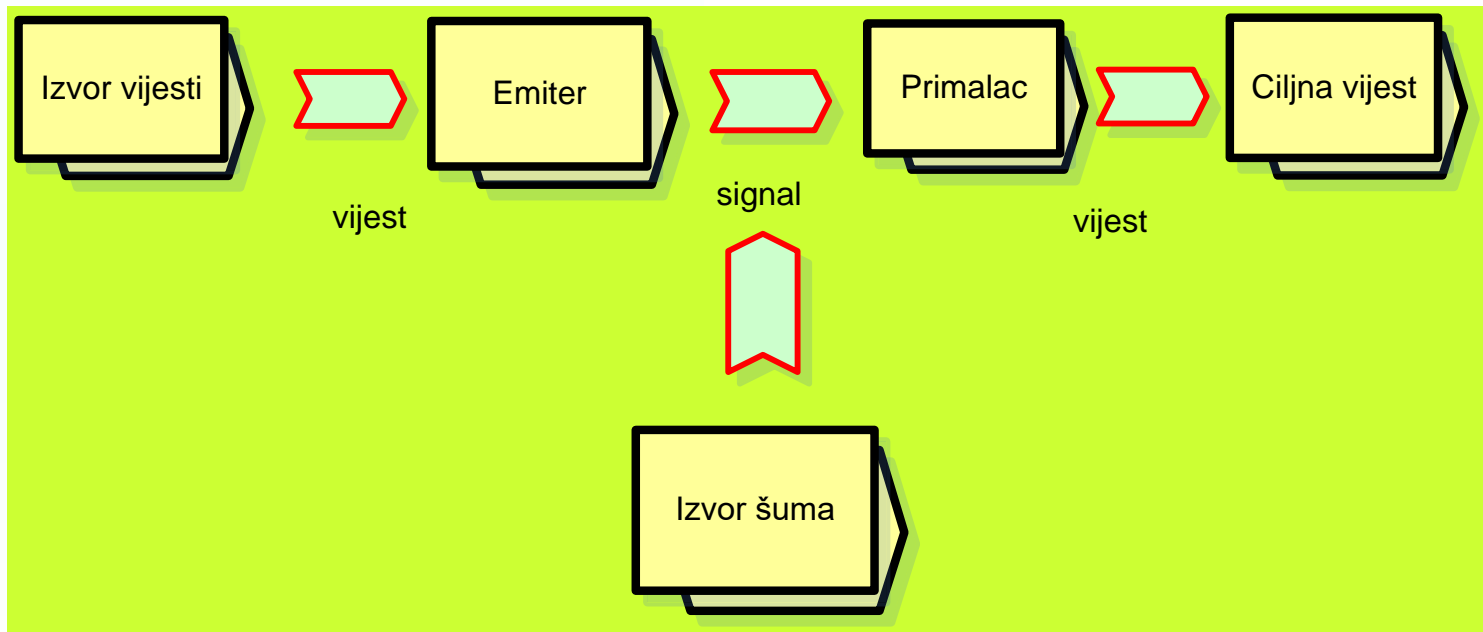 Izvor vijesti
Emiter
Primalac
Ciljna vijest
vijest
signal
vijest
Izvor šuma